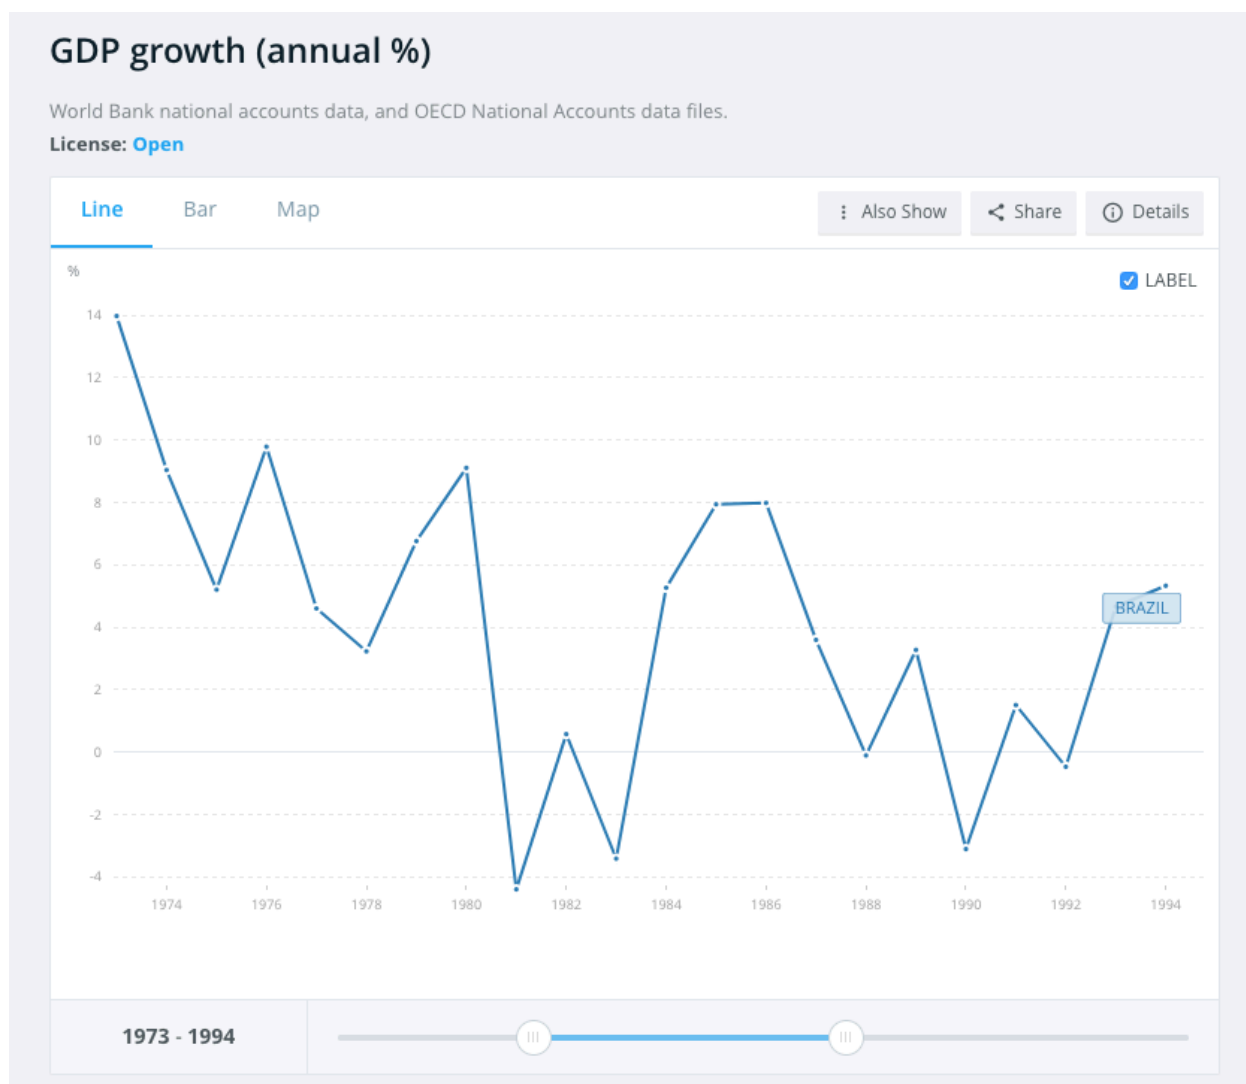 GDP growth (annual %)
World Bank national accounts data, and OECD National Accounts data files.
License: Open
Line Bar Map Also Show Share Details
%
LABEL
14
12
10
8
6
4
2
0
-2
-4
BRAZIL
1974 1976 1978 1980 1982 1984 1986 1988 1990 1992 1994
1973 - 1994